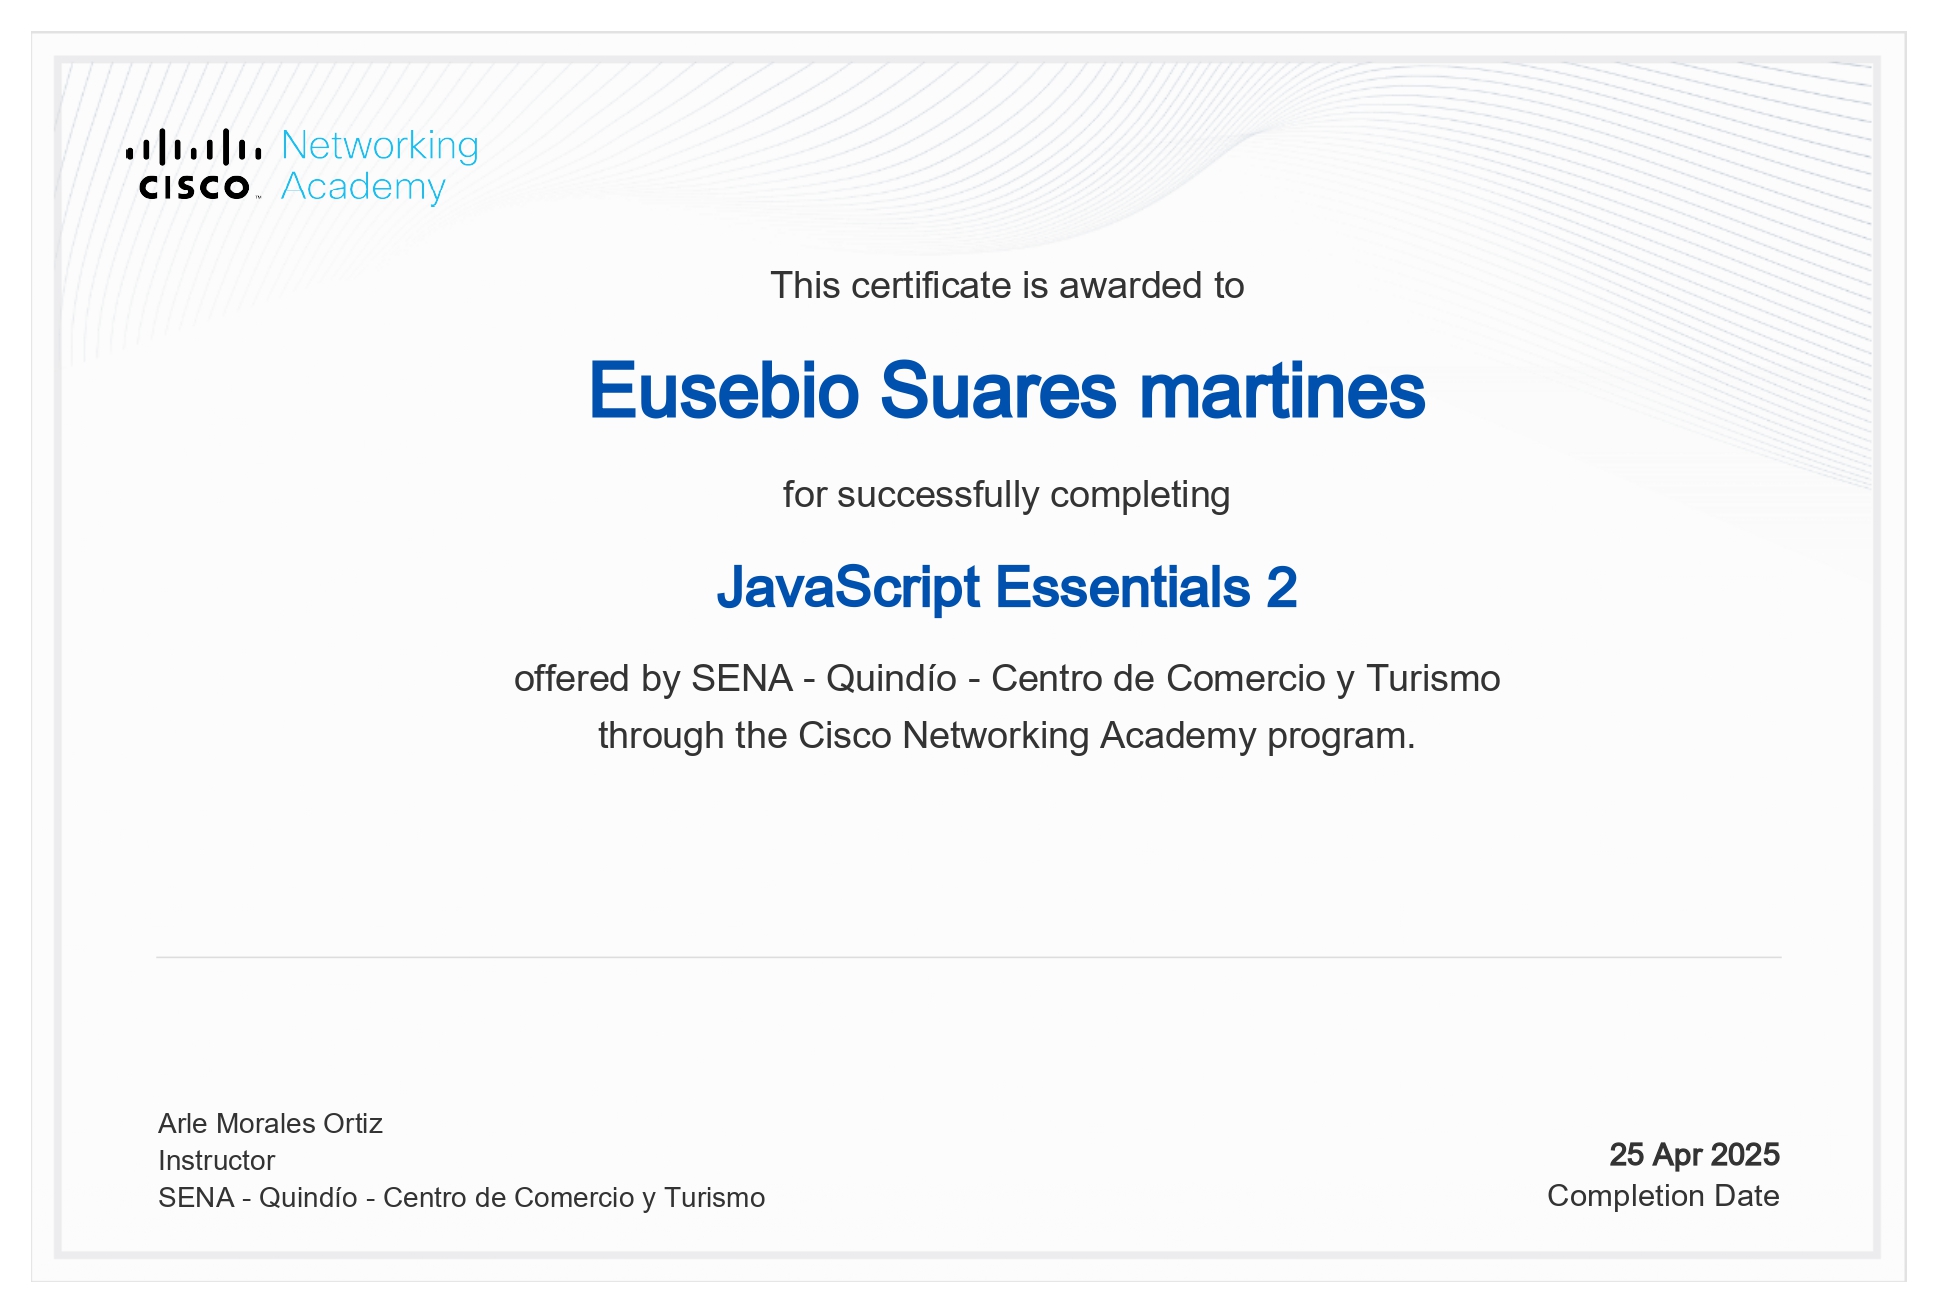 Networking
CISCO™ Academy
This certificate is awarded to
Eusebio Suares martines
for successfully completing
JavaScript Essentials 2
offered by SENA - Quindío - Centro de Comercio y Turismo
through the Cisco Networking Academy program.
Arle Morales Ortiz
Instructor
SENA - Quindío - Centro de Comercio y Turismo
25 Apr 2025
Completion Date